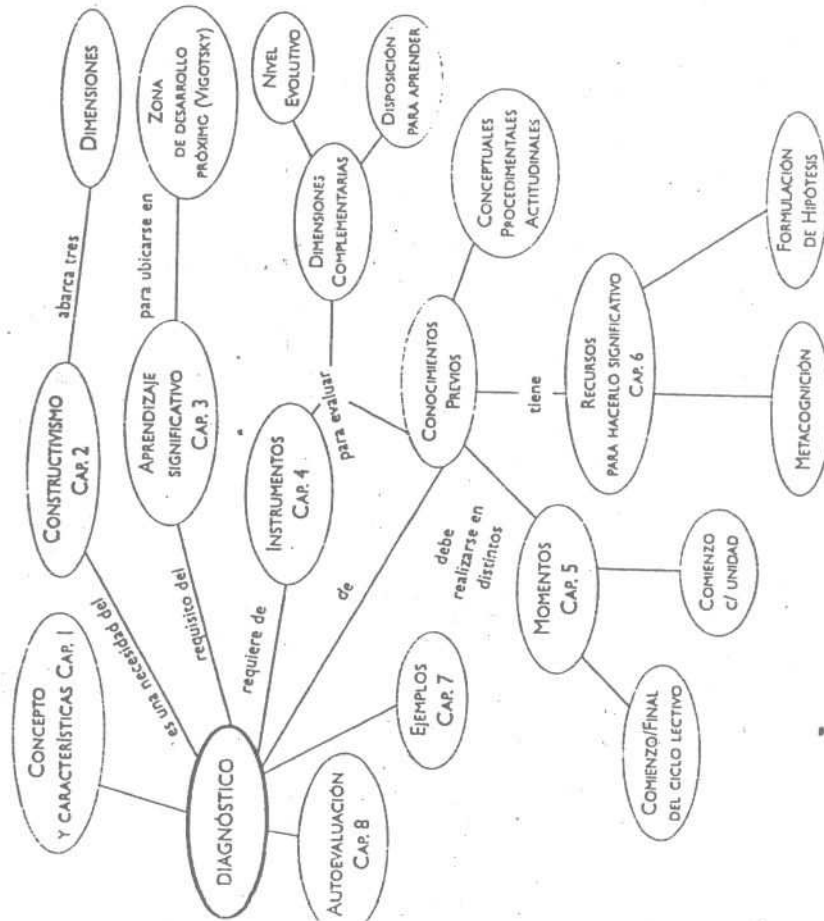 CONCEPTO
Y CARACTERÍSTICAS CAP. 1
DIAGNÓSTICO
AUTOEVALUACIÓN
CAP. 8
es una necesidad del
CONSTRUCTIVISMO
CAP. 2
abarca tres
DIMENSIONES
requisito del
APRENDIZAJE
SIGNIFICATIVO
CAP. 3
para ubicarse en
ZONA
DE DESARROLLO
PRÓXIMO (VIGOTSKY)
requiere de
INSTRUMENTOS
CAP. 4
para evaluar
DIMENSIONES
COMPLEMENTARIAS
NIVEL
EVOLUTIVO
DISPOSICIÓN
PARA APRENDER
de
CONOCIMIENTOS
PREVIOS
CONCEPTUALES
PROCEDIMENTALES
ACTITUDINALES
EJEMPLOS
CAP. 7
debe
realizarse en
distintos
MOMENTOS
CAP. 5
COMIENZO/FINAL
DEL CICLO LECTIVO
COMIENZO
C/ UNIDAD
tiene
RECURSOS
PARA HACERLO SIGNIFICATIVO
CAP. 6
METACOGNICIÓN
FORMULACIÓN
DE HIPÓTESIS